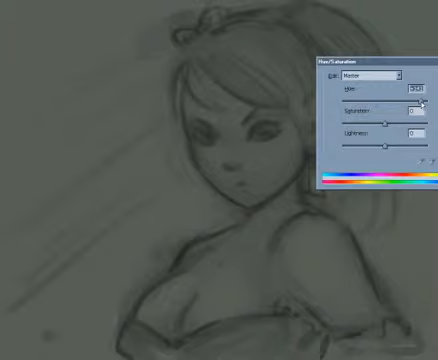 Hue/Saturation
Edit: Master
Hue:
Saturation: 0
Lightness: 0